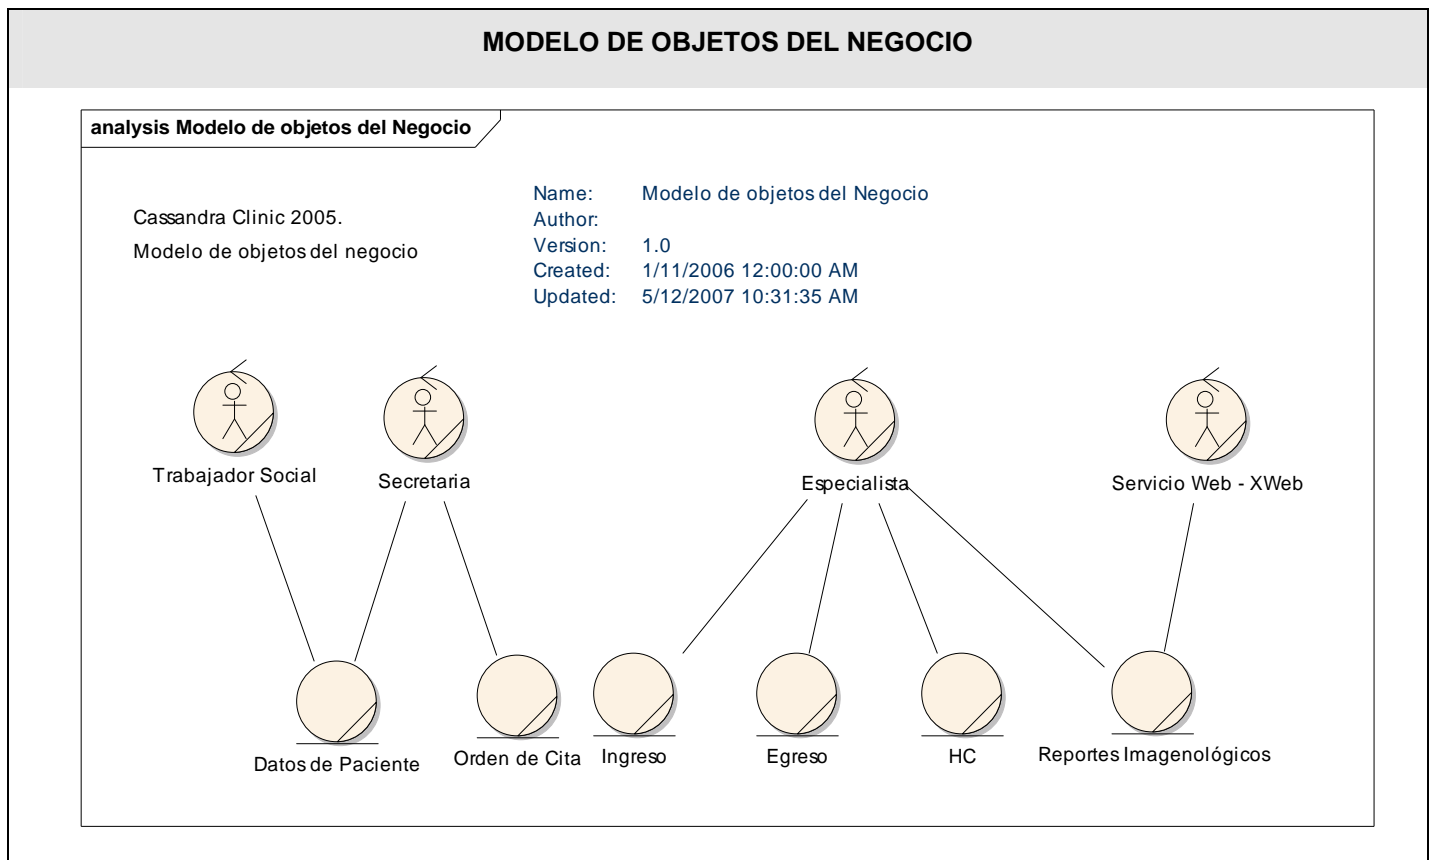 MODELO DE OBJETOS DEL NEGOCIO
analysis Modelo de objetos del Negocio
Cassandra Clinic 2005.
Modelo de objetos del negocio
Name: Modelo de objetos del Negocio
Author:
Version: 1.0
Created: 1/11/2006 12:00:00 AM
Updated: 5/12/2007 10:31:35 AM
Trabajador Social
Secretaria
Especialista
Servicio Web - XWeb
Datos de Paciente
Orden de Cita
Ingreso
Egreso
HC
Reportes Imagenológicos